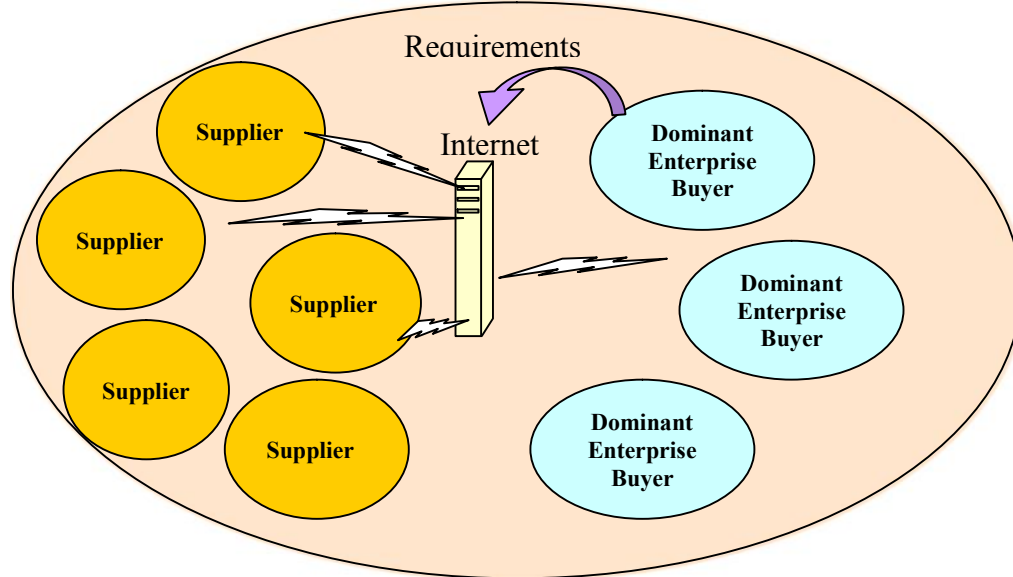 Requirements
Internet
Supplier
Supplier
Supplier
Supplier
Supplier
Dominant
Enterprise
Buyer
Dominant
Enterprise
Buyer
Dominant
Enterprise
Buyer